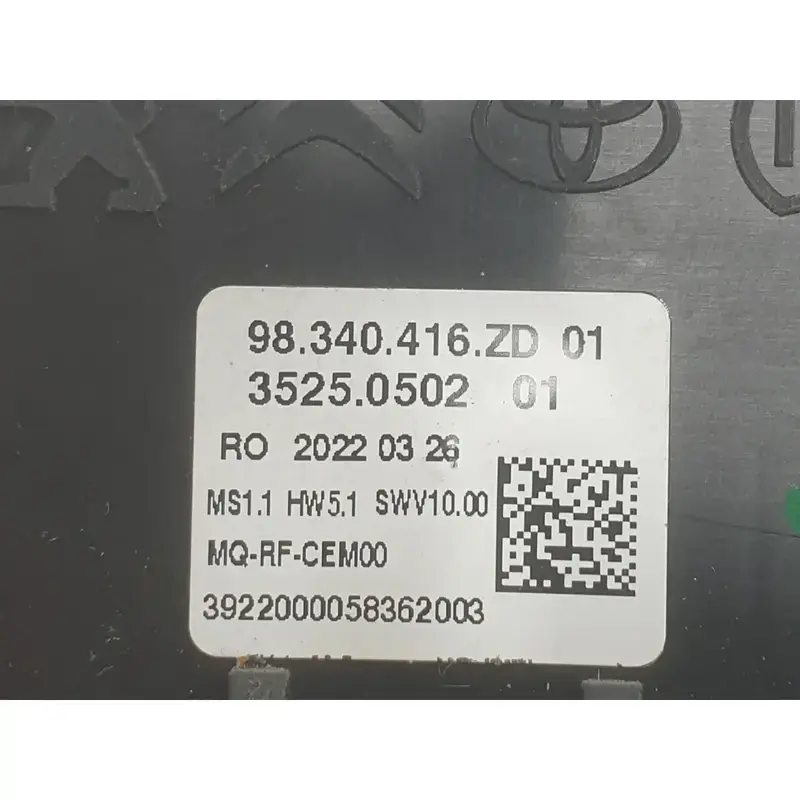 98.340.416.ZD 01
3525.0502 01
RO 2022 03 26
MS1.1 HW5.1 SWV10.00
MQ-RF-CEM00
3922000058362003